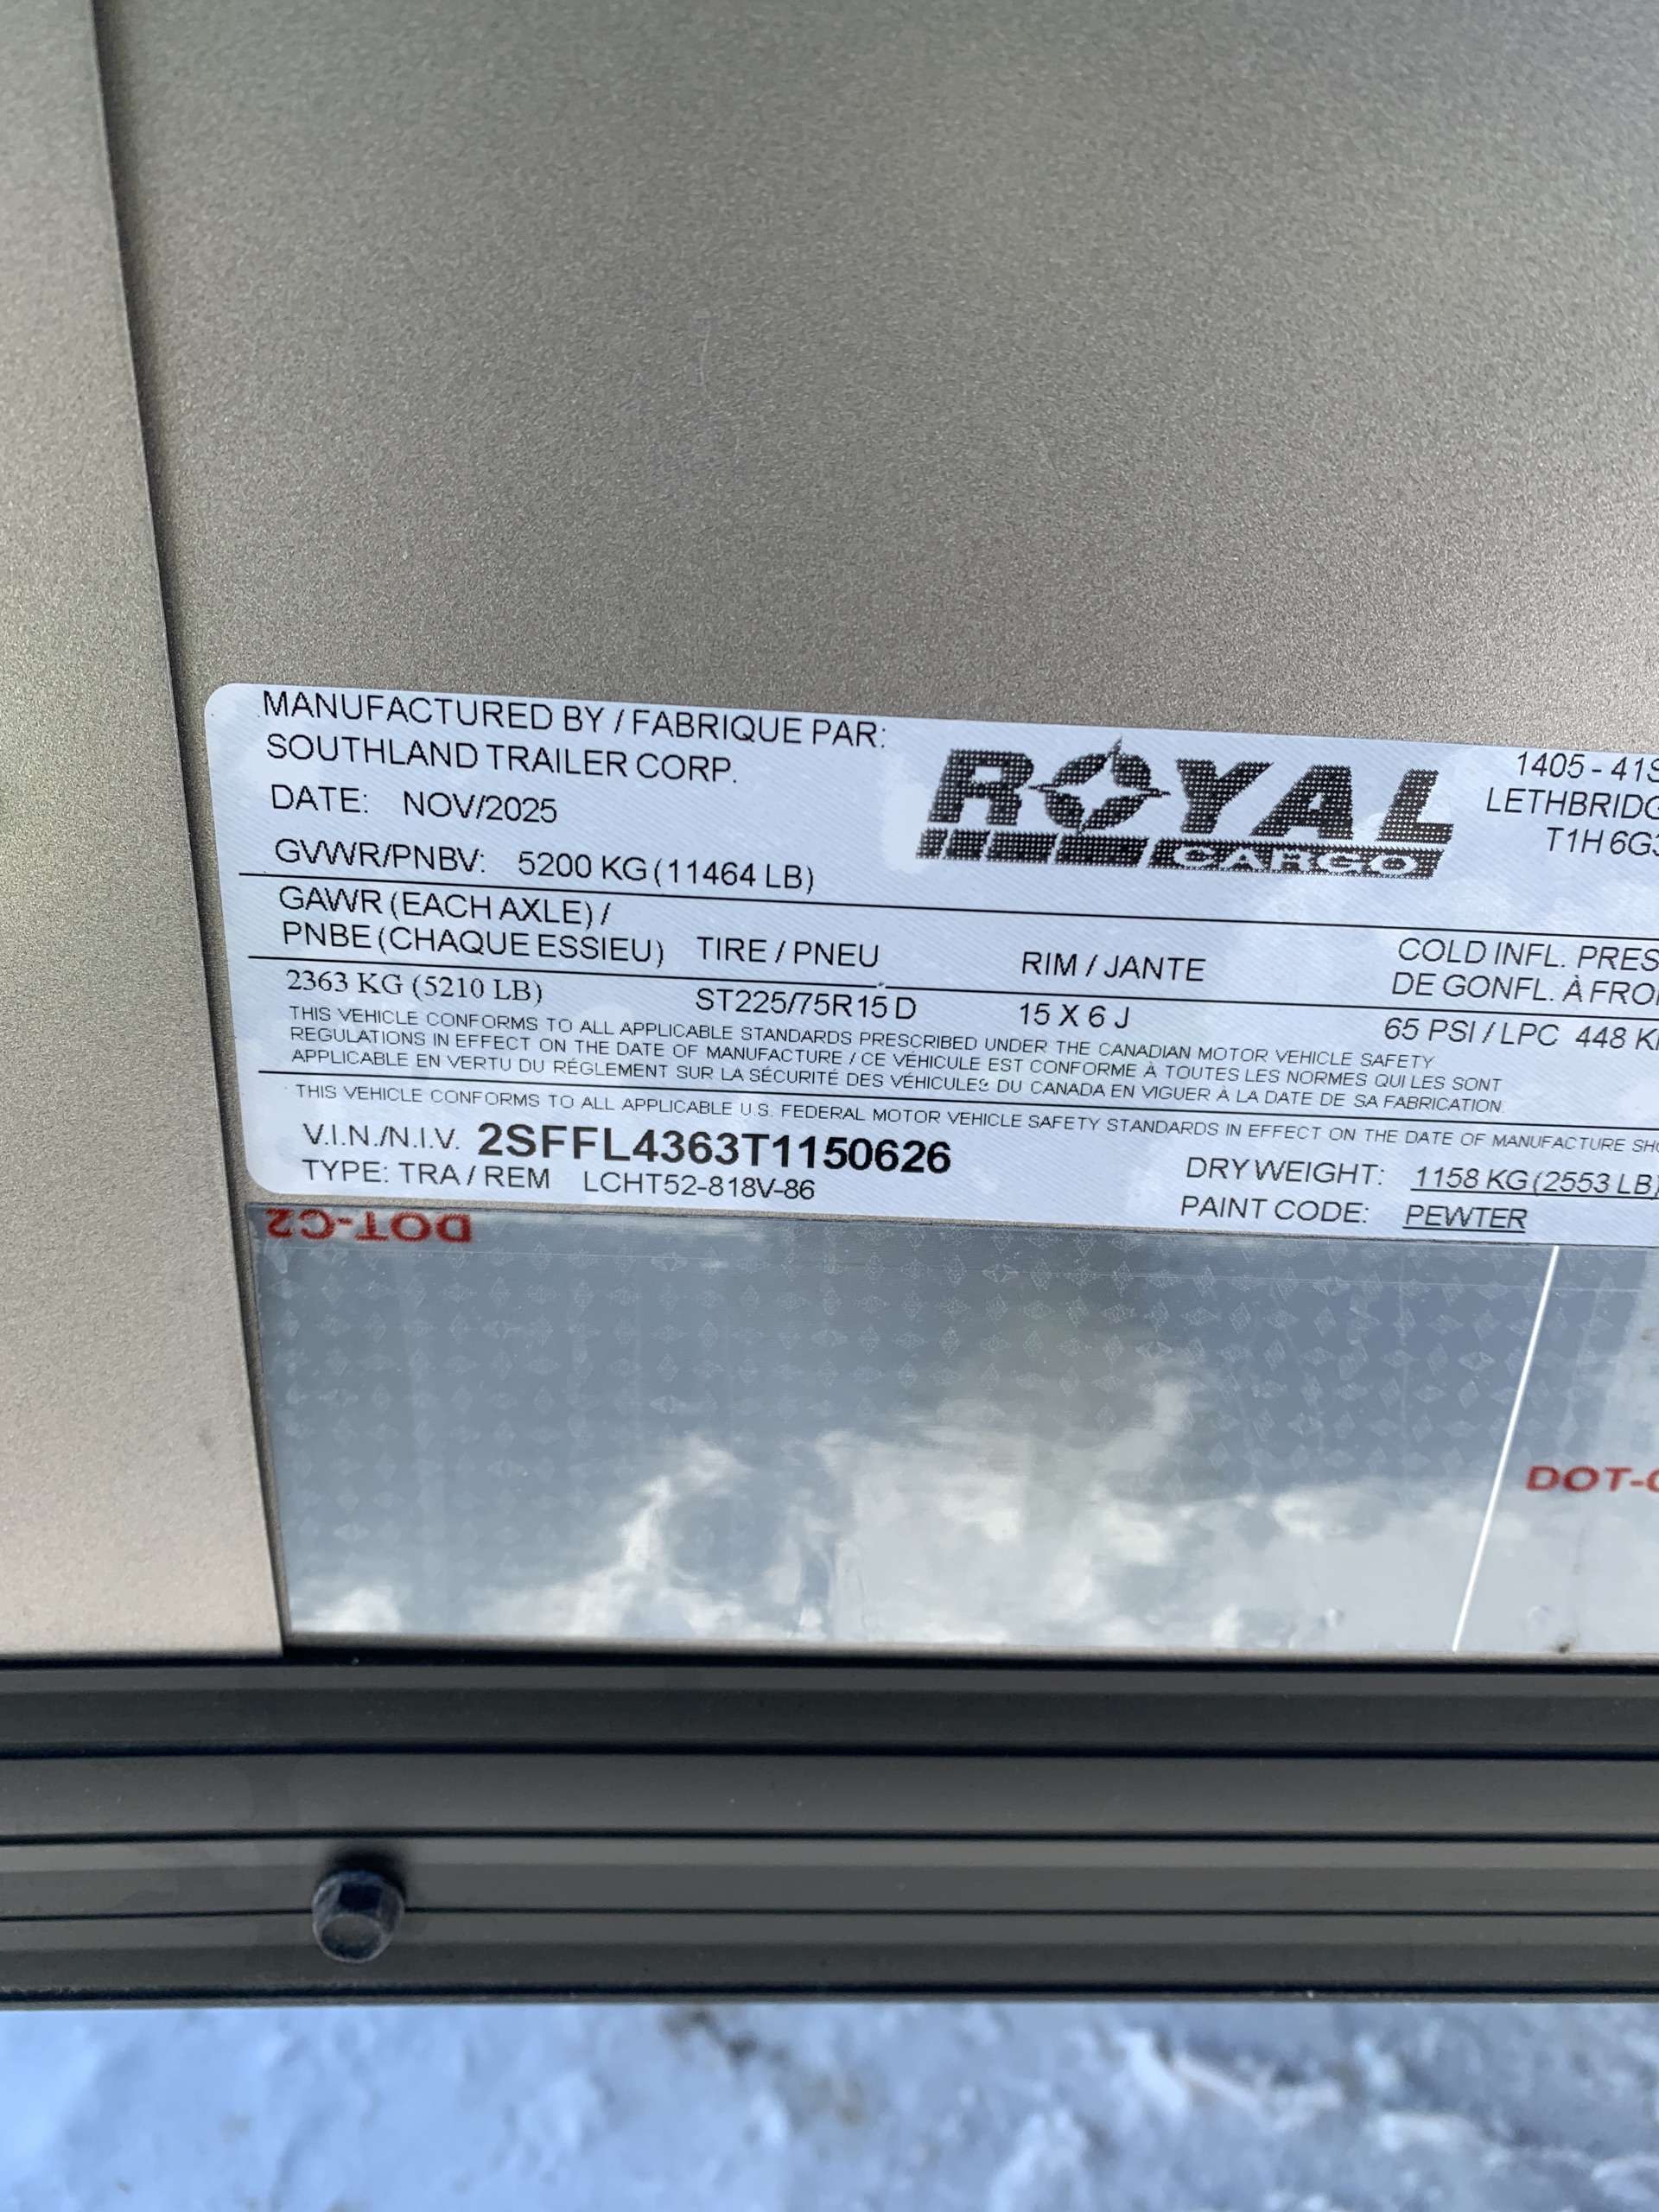 MANUFACTURED BY / FABRIQUE PAR:
SOUTHLAND TRAILER CORP.
DATE: NOV/2025
GVWR/PNBV: 5200 KG (11464 LB)
ROYAL
CARGO
1405 - 41S
LETHBRIDG
T1H 6G3
GAWR (EACH AXLE) /
PNBE (CHAQUE ESSIEU) TIRE / PNEU RIM / JANTE
COLD INFL. PRES
DE GONFL. À FRO
2363 KG (5210 LB) ST225/75R15 D 15 X 6 J 65 PSI / LPC 448 K
THIS VEHICLE CONFORMS TO ALL APPLICABLE STANDARDS PRESCRIBED UNDER THE CANADIAN MOTOR VEHICLE SAFETY
REGULATIONS IN EFFECT ON THE DATE OF MANUFACTURE / CE VÉHICULE EST CONFORME À TOUTES LES NORMES QUI LES SONT
APPLICABLE EN VERTU DU RÉGLEMENT SUR LA SÉCURITÉ DES VÉHICULES DU CANADA EN VIGUER À LA DATE DE SA FABRICATION
THIS VEHICLE CONFORMS TO ALL APPLICABLE U.S. FEDERAL MOTOR VEHICLE SAFETY STANDARDS IN EFFECT ON THE DATE OF MANUFACTURE SH
V.I.N./N.I.V. 2SFFL4363T1150626
TYPE: TRA / REM LCHT52-818V-86
DRY WEIGHT: 1158 KG (2553 LB)
PAINT CODE: PEWTER
DOT-C2
DOT-C